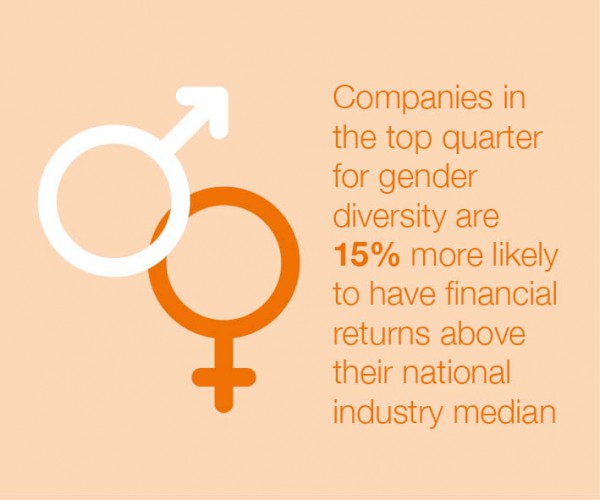 Companies in
the top quarter
for gender
diversity are
15% more likely
to have financial
returns above
their national
industry median